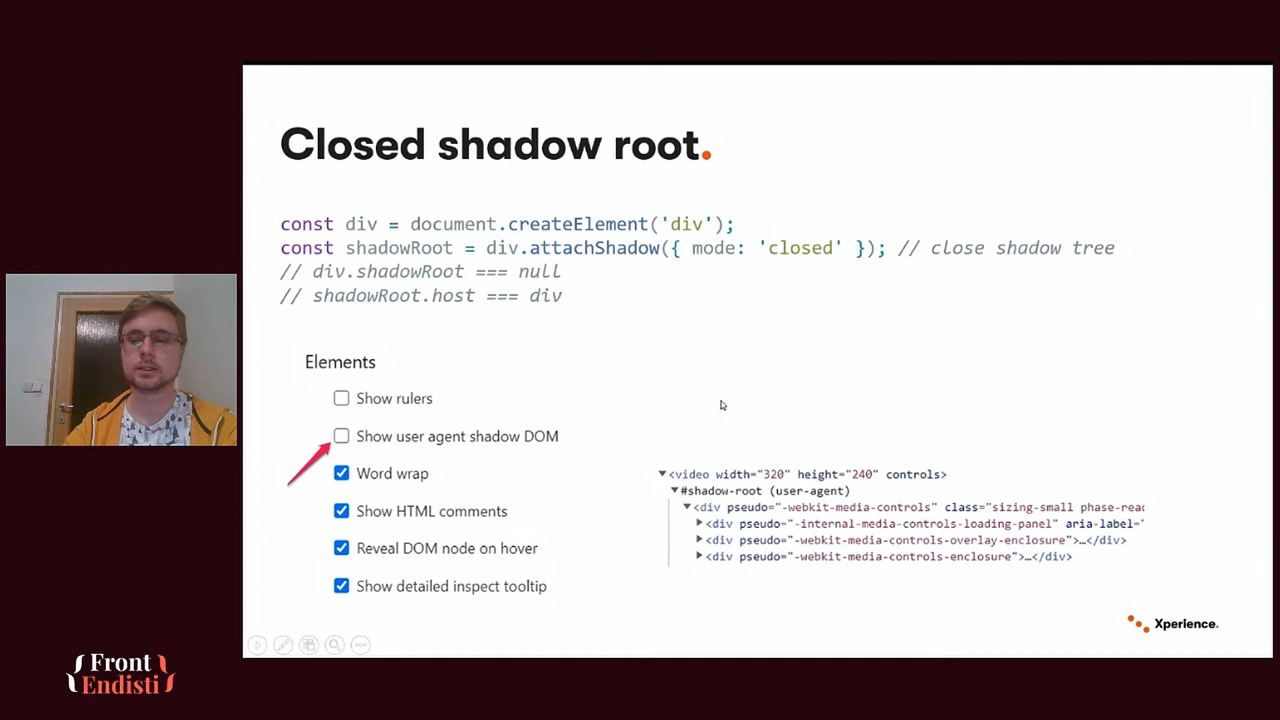 Closed shadow root.
const div = document.createElement('div');
const shadowRoot = div.attachShadow({ mode: 'closed' }); // close shadow tree
// div.shadowRoot === null
// shadowRoot.host === div
Elements
Show rulers
Show user agent shadow DOM
Word wrap
Show HTML comments
Reveal DOM node on hover
Show detailed inspect tooltip
<video width="320" height="240" controls>
#shadow-root (user-agent)
<div pseudo="-webkit-media-controls" class="sizing-small phase-rea
<div pseudo="-internal-media-controls-loading-panel" aria-label="
<div pseudo="-webkit-media-controls-overlay-enclosure">…</div>
<div pseudo="-webkit-media-controls-enclosure">…</div>
Xperience.
{Front
Endisti}